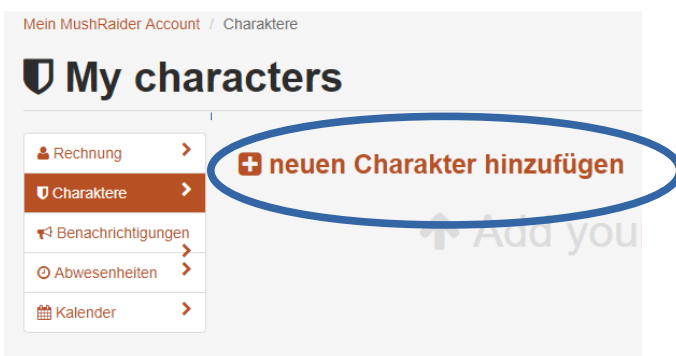 Mein MushRaider Account / Charaktere
My characters
Rechnung
neuen Charakter hinzufügen
Charaktere
Add you
Benachrichtigungen
Abwesenheiten
Kalender